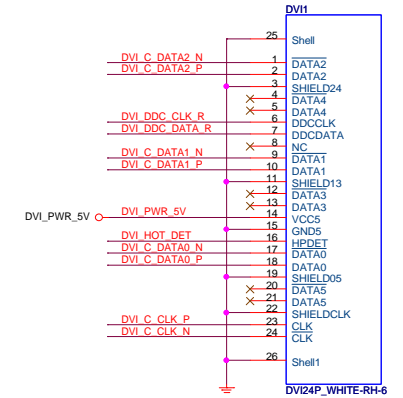 DVI1
25 Shell
DVI_C_DATA2_N 1 DATA2
DVI_C_DATA2_P 2 DATA2
3 SHIELD24
4 DATA4
5 DATA4
DVI_DDC_CLK_R 6 DDCCLK
DVI_DDC_DATA_R 7 DDCDATA
8 NC
DVI_C_DATA1_N 9 DATA1
DVI_C_DATA1_P 10 DATA1
11 SHIELD13
12 DATA3
13 DATA3
DVI_PWR_5V DVI_PWR_5V 14 VCC5
15 GND5
DVI_HOT_DET 16 HPDET
DVI_C_DATA0_N 17 DATA0
DVI_C_DATA0_P 18 DATA0
19 SHIELD05
20 DATA5
21 DATA5
22 SHIELDCLK
DVI_C_CLK_P 23 CLK
DVI_C_CLK_N 24 CLK
26 Shell1
DVI24P_WHITE-RH-6